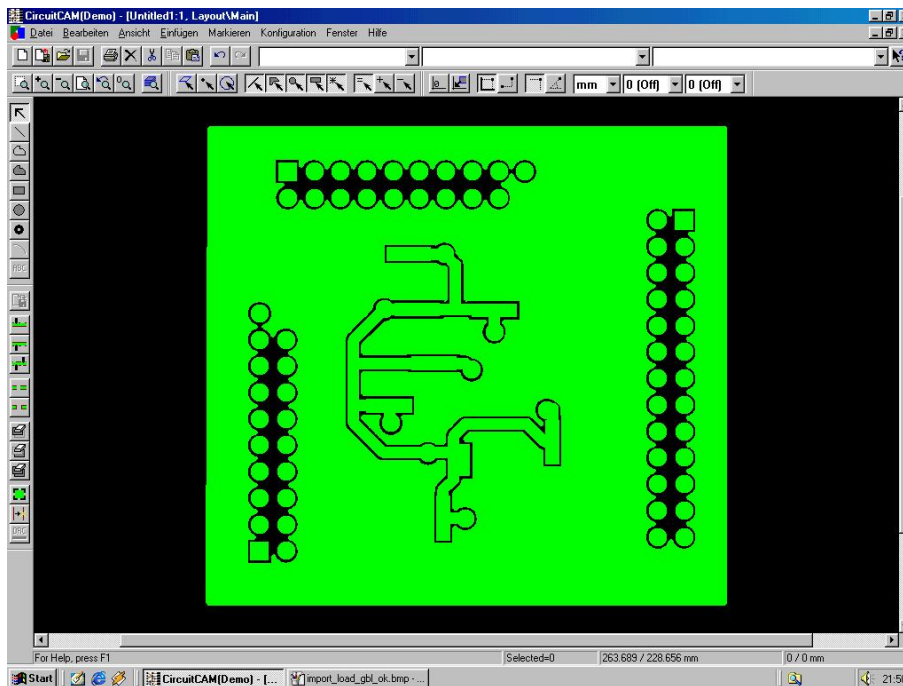 CircuitCAM(Demo) - [Untitled1:1, Layout\Main]
Datei Bearbeiten Ansicht Einfügen Markieren Konfiguration Fenster Hilfe
mm 0 (Off) 0 (Off)
ABC
DRC
For Help, press F1 Selected=0 263.689 / 228.656 mm 0 / 0 mm
Start CircuitCAM(Demo) - [... import_load_gbl_ok.bmp - ...